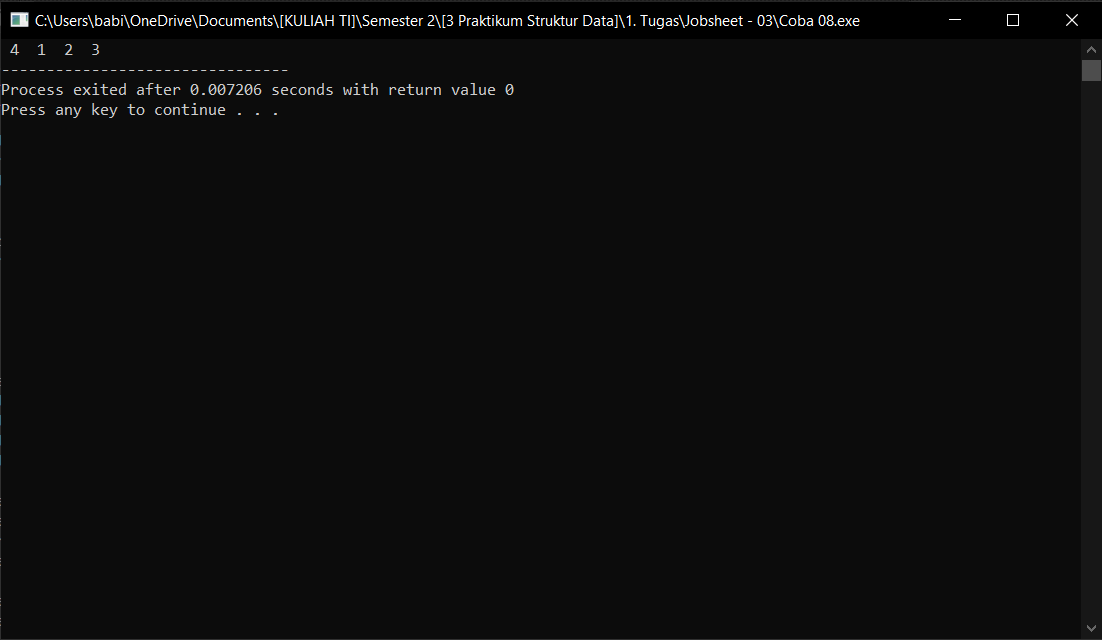 C:\Users\babi\OneDrive\Documents\[KULIAH TI]\Semester 2\[3 Praktikum Struktur Data]\1. Tugas\Jobsheet - 03\Coba 08.exe
4  1  2  3
--------------------------------
Process exited after 0.007206 seconds with return value 0
Press any key to continue . . .